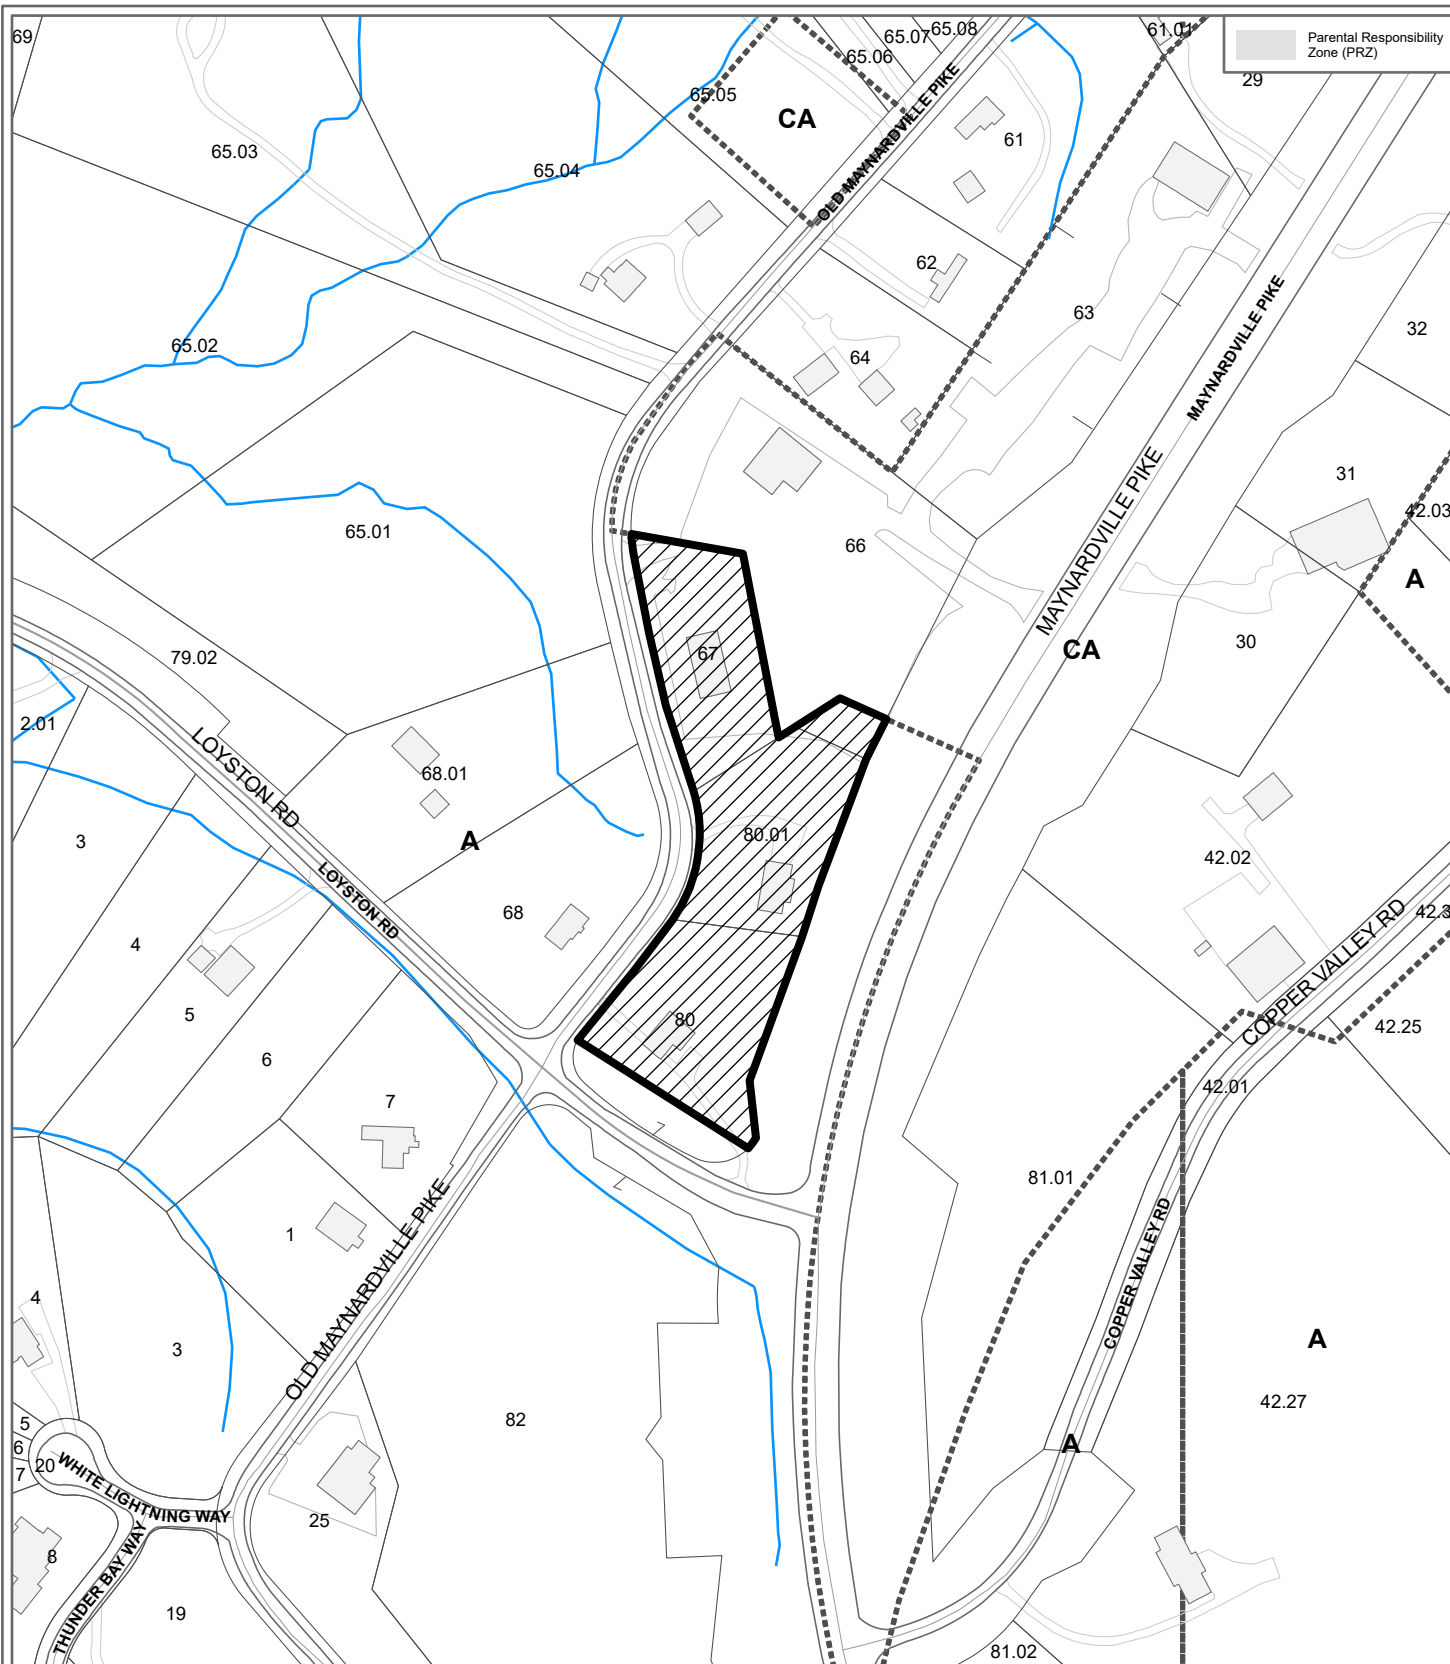 69
65.07
65.08
61.01
Parental Responsibility
Zone (PRZ)
65.06
29
65.05
CA
OLD MAYNARDVILLE PIKE
61
65.03
65.04
62
63
32
65.02
64
MAYNARDVILLE PIKE
31
42.03
65.01
66
MAYNARDVILLE PIKE
A
CA
30
79.02
67
2.01
LOYSTON RD
68.01
3
A
80.01
42.02
LOYSTON RD
68
42.3
4
COPPER VALLEY RD
5
80
42.25
6
42.01
7
81.01
1
OLD MAYNARDVILLE PIKE
COPPER VALLEY RD
4
3
A
42.27
82
5
6
20
7
WHITE LIGHTNING WAY
A
25
8
THUNDER BAY WAY
19
81.02